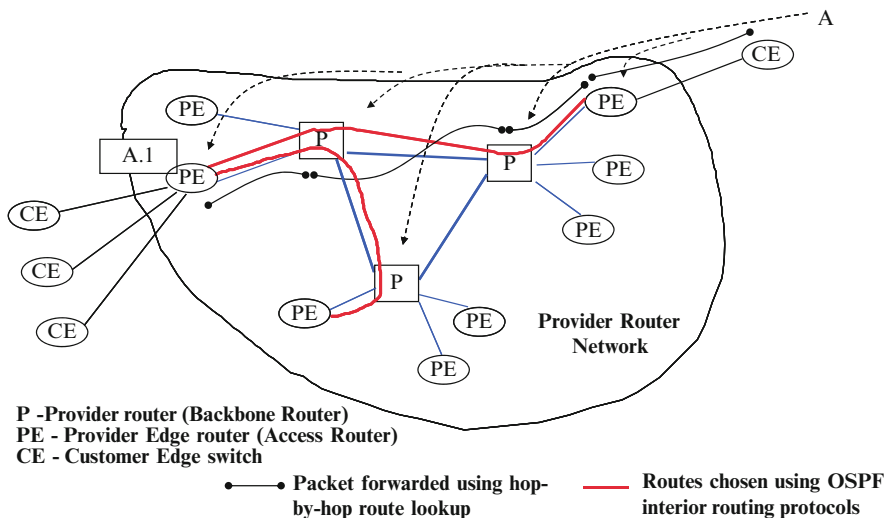 A
CE
PE
PE
P
A.1
P
PE
PE
CE
PE
CE
P
PE
PE
CE
PE
Provider Router
Network
P -Provider router (Backbone Router)
PE - Provider Edge router (Access Router)
CE - Customer Edge switch
Packet forwarded using hop-
by-hop route lookup
Routes chosen using OSPF
interior routing protocols